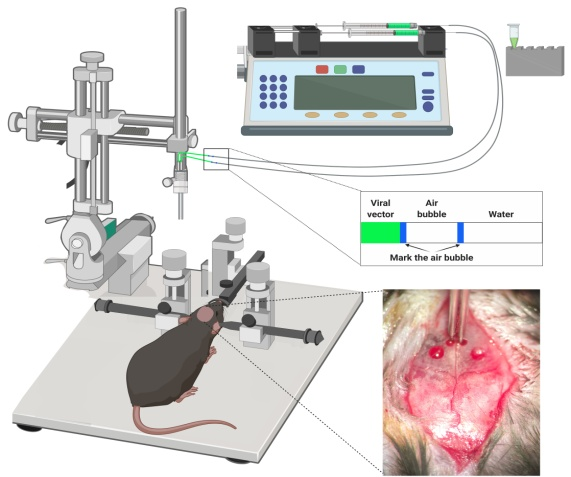 Viral
vector
Air
bubble
Water
Mark the air bubble